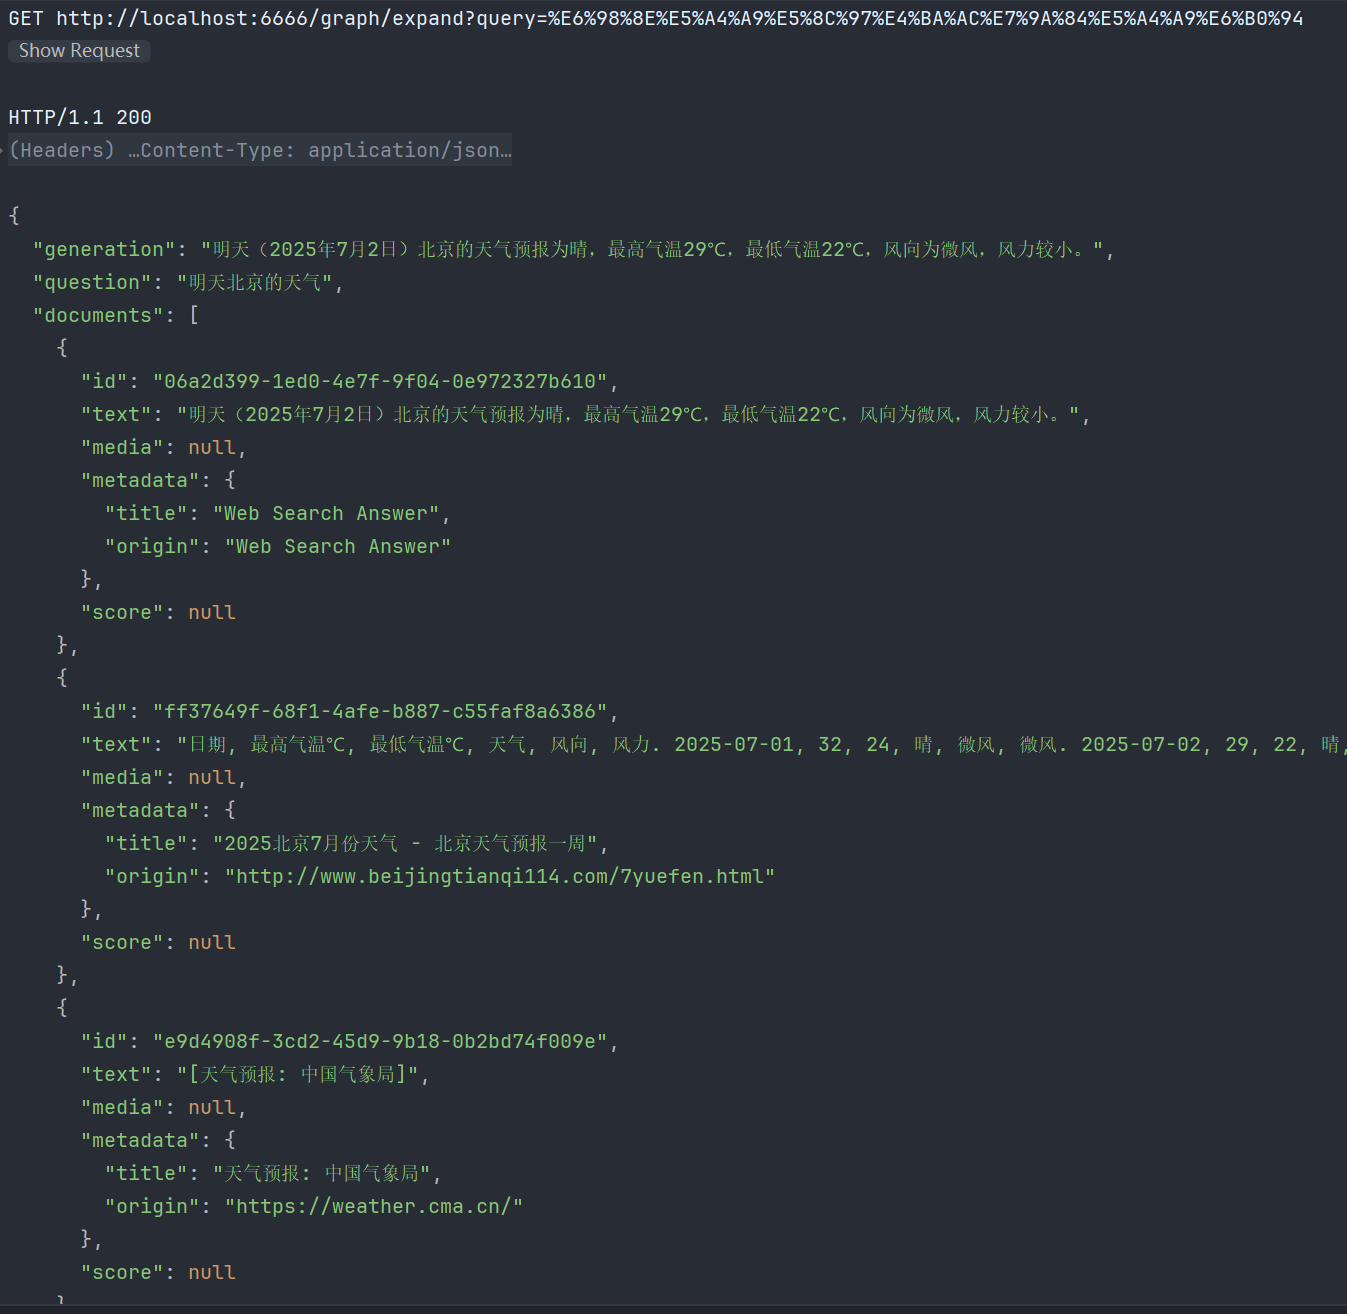 GET http://localhost:6666/graph/expand?query=%E6%98%8E%E5%A4%A9%E5%8C%97%E4%BA%AC%E7%9A%84%E5%A4%A9%E6%B0%94
Show Request
HTTP/1.1 200
(Headers) …Content-Type: application/json…
{
"generation": "明天（2025年7月2日）北京的天气预报为晴，最高气温29℃，最低气温22℃，风向为微风，风力较小。",
"question": "明天北京的天气",
"documents": [
{
"id": "06a2d399-1ed0-4e7f-9f04-0e972327b610",
"text": "明天（2025年7月2日）北京的天气预报为晴，最高气温29℃，最低气温22℃，风向为微风，风力较小。",
"media": null,
"metadata": {
"title": "Web Search Answer",
"origin": "Web Search Answer"
},
"score": null
},
{
"id": "ff37649f-68f1-4afe-b887-c55faf8a6386",
"text": "日期, 最高气温℃, 最低气温℃, 天气, 风向, 风力. 2025-07-01, 32, 24, 晴, 微风, 微风. 2025-07-02, 29, 22, 晴,
"media": null,
"metadata": {
"title": "2025北京7月份天气 - 北京天气预报一周",
"origin": "http://www.beijingtianqi114.com/7yuefen.html"
},
"score": null
},
{
"id": "e9d4908f-3cd2-45d9-9b18-0b2bd74f009e",
"text": "[天气预报: 中国气象局]",
"media": null,
"metadata": {
"title": "天气预报: 中国气象局",
"origin": "https://weather.cma.cn/"
},
"score": null
}